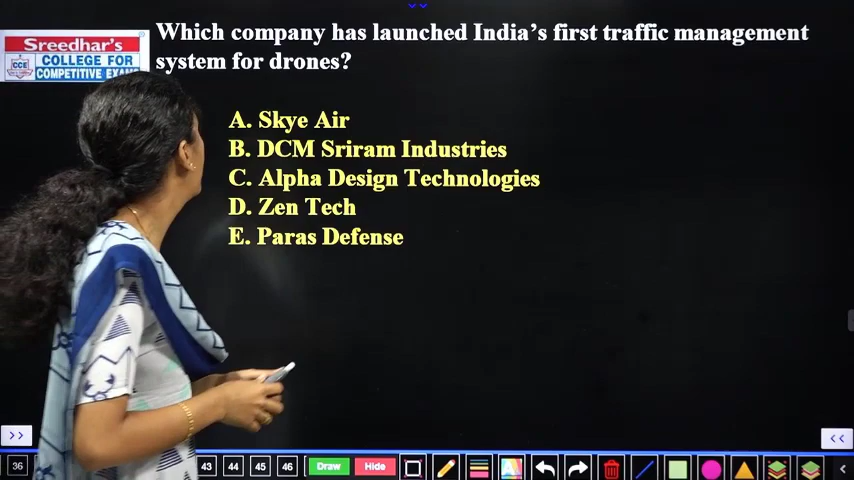 Which company has launched India's first traffic management
system for drones?
Sreedhar's
CCE
COLLEGE FOR
COMPETITIVE EXAMS
A. Skye Air
B. DCM Sriram Industries
C. Alpha Design Technologies
D. Zen Tech
E. Paras Defense
>>
<<
36
43 44 45 46 Draw Hide